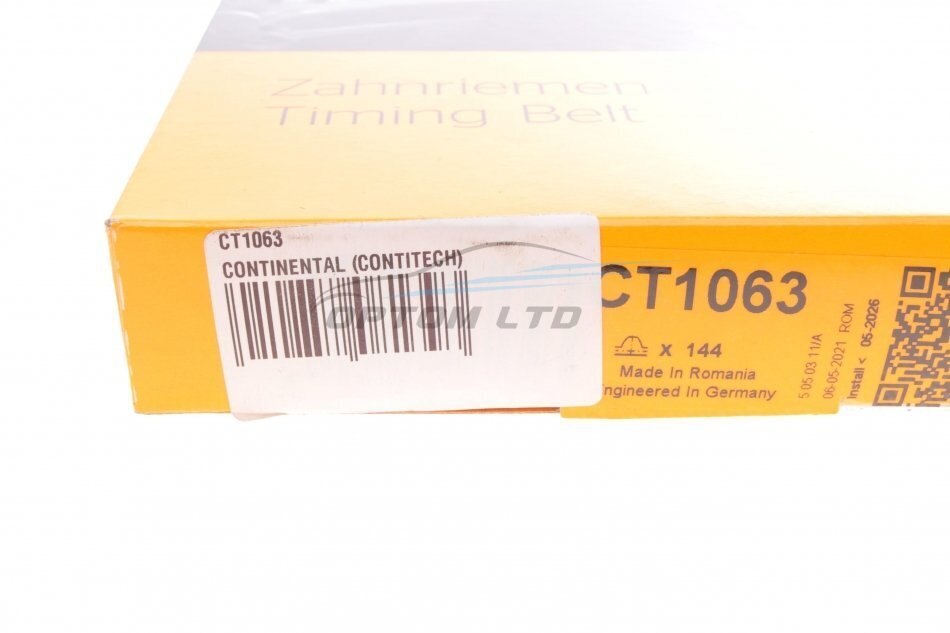 Zahnriemen
Timing Belt
CT1063
CONTINENTAL (CONTITECH)
OPTOM LTD
CT1063
x 144
Made In Romania
Engineered In Germany
5 05 03 11/A
06-05-2021 ROM
Install < 05-2026